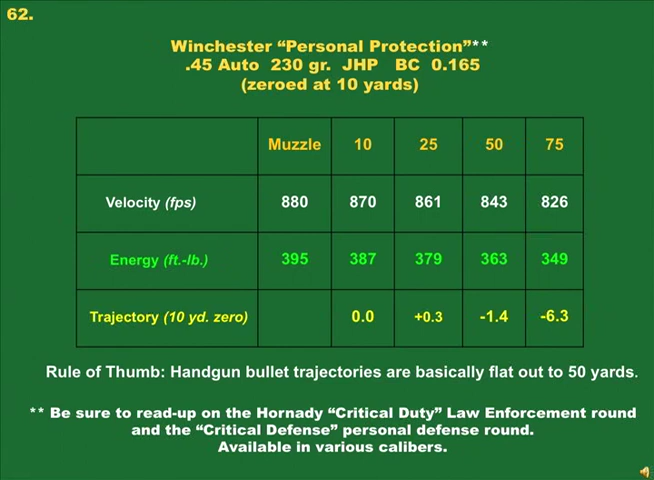 62.
Winchester “Personal Protection”**
.45 Auto 230 gr. JHP BC 0.165
(zeroed at 10 yards)
Muzzle 10 25 50 75
Velocity (fps) 880 870 861 843 826
Energy (ft.-lb.) 395 387 379 363 349
Trajectory (10 yd. zero) 0.0 +0.3 -1.4 -6.3
Rule of Thumb: Handgun bullet trajectories are basically flat out to 50 yards.
** Be sure to read-up on the Hornady “Critical Duty” Law Enforcement round
and the “Critical Defense” personal defense round.
Available in various calibers.